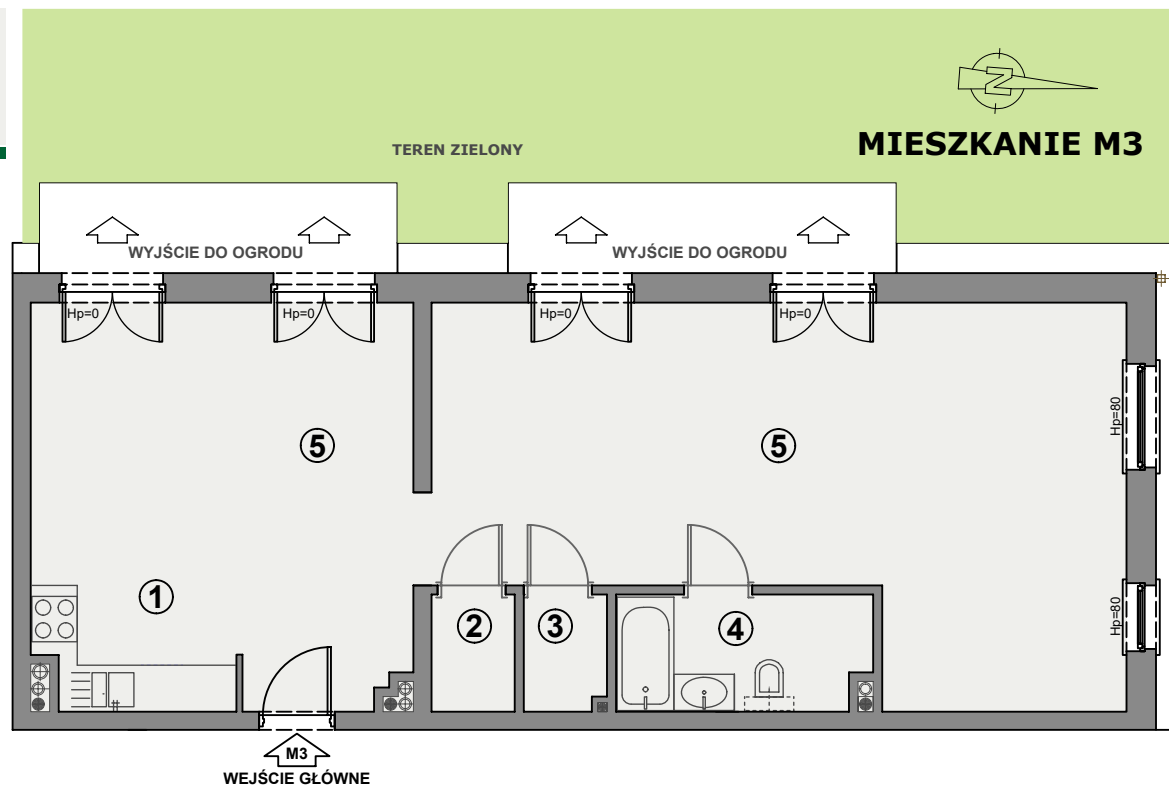 N
MIESZKANIE M3
TEREN ZIELONY
WYJŚCIE DO OGRODU
WYJŚCIE DO OGRODU
Hp=0
Hp=0
Hp=0
Hp=0
Hp=80
5
5
1
2
3
4
Hp=80
M3
WEJŚCIE GŁÓWNE